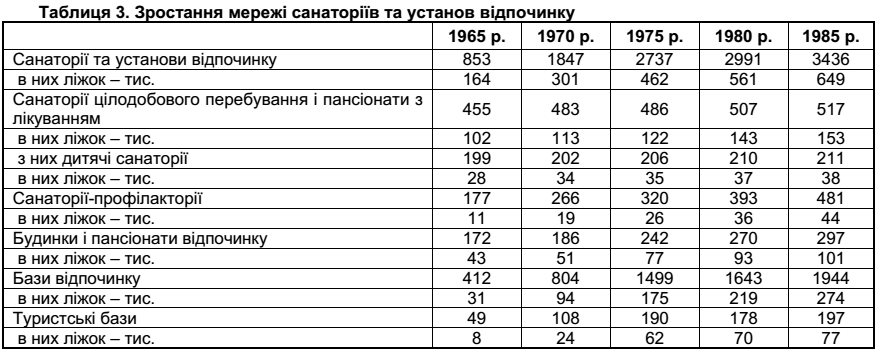 Таблиця 3. Зростання мережі санаторіїв та установ відпочинку
1965 р. 1970 р. 1975 р. 1980 р. 1985 р.
Санаторії та установи відпочинку 853 1847 2737 2991 3436
в них ліжок – тис. 164 301 462 561 649
Санаторії цілодобового перебування і пансіонати з
лікуванням 455 483 486 507 517
в них ліжок – тис. 102 113 122 143 153
з них дитячі санаторії 199 202 206 210 211
в них ліжок – тис. 28 34 35 37 38
Санаторії-профілакторії 177 266 320 393 481
в них ліжок – тис. 11 19 26 36 44
Будинки і пансіонати відпочинку 172 186 242 270 297
в них ліжок – тис. 43 51 77 93 101
Бази відпочинку 412 804 1499 1643 1944
в них ліжок – тис. 31 94 175 219 274
Туристські бази 49 108 190 178 197
в них ліжок – тис. 8 24 62 70 77